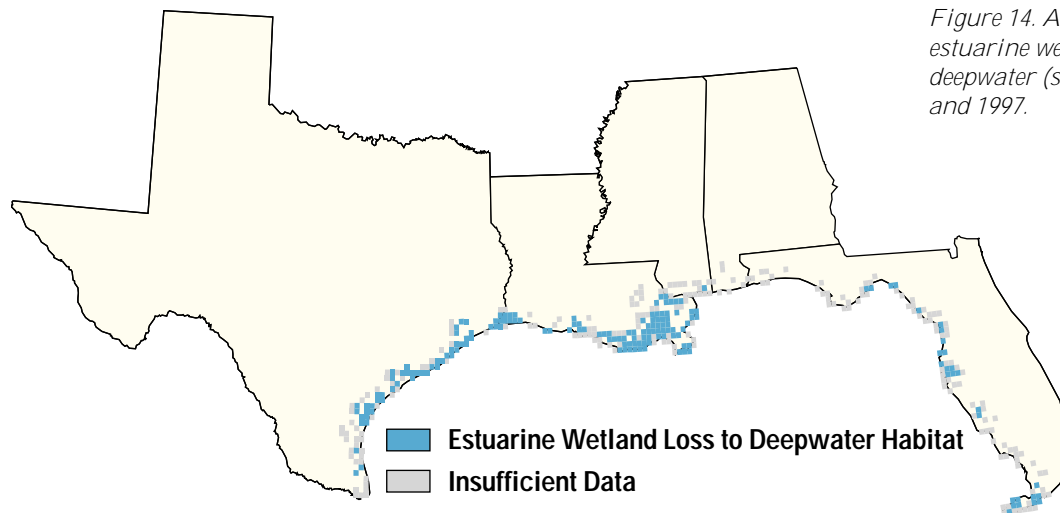 Figure 14. A
estuarine we
deepwater (s
and 1997.
Estuarine Wetland Loss to Deepwater Habitat
Insufficient Data